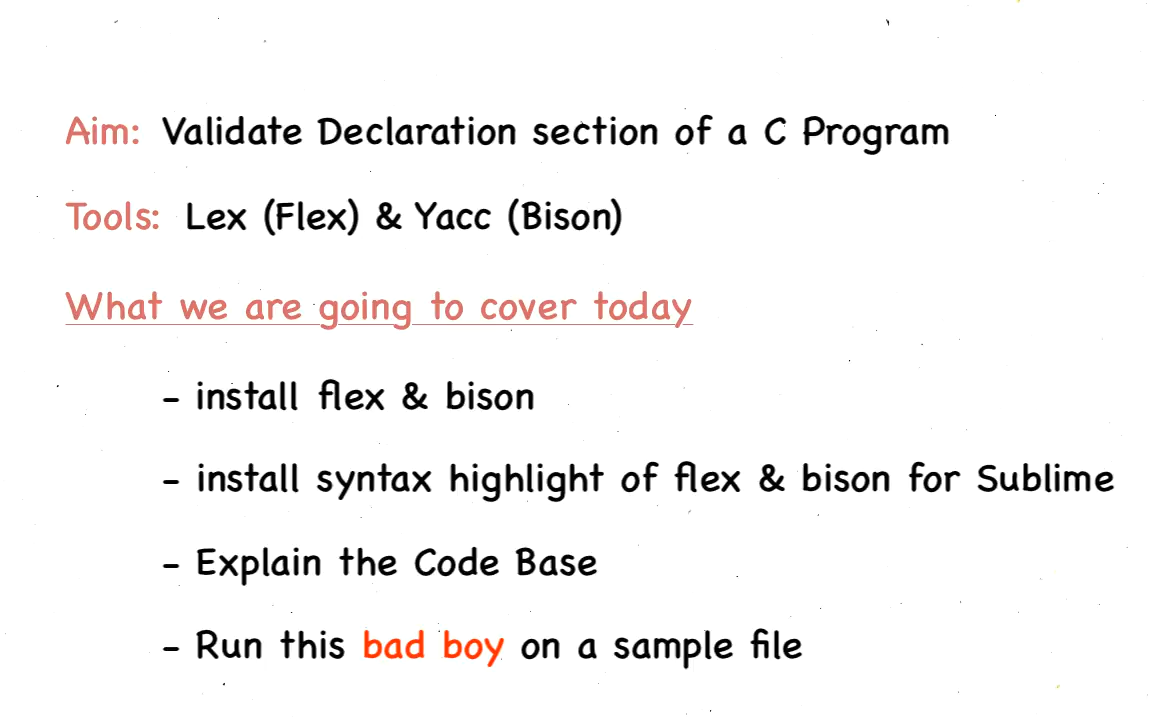 Aim: Validate Declaration section of a C Program
Tools: Lex (Flex) & Yacc (Bison)
What we are going to cover today
- install flex & bison
- install syntax highlight of flex & bison for Sublime
- Explain the Code Base
- Run this bad boy on a sample file